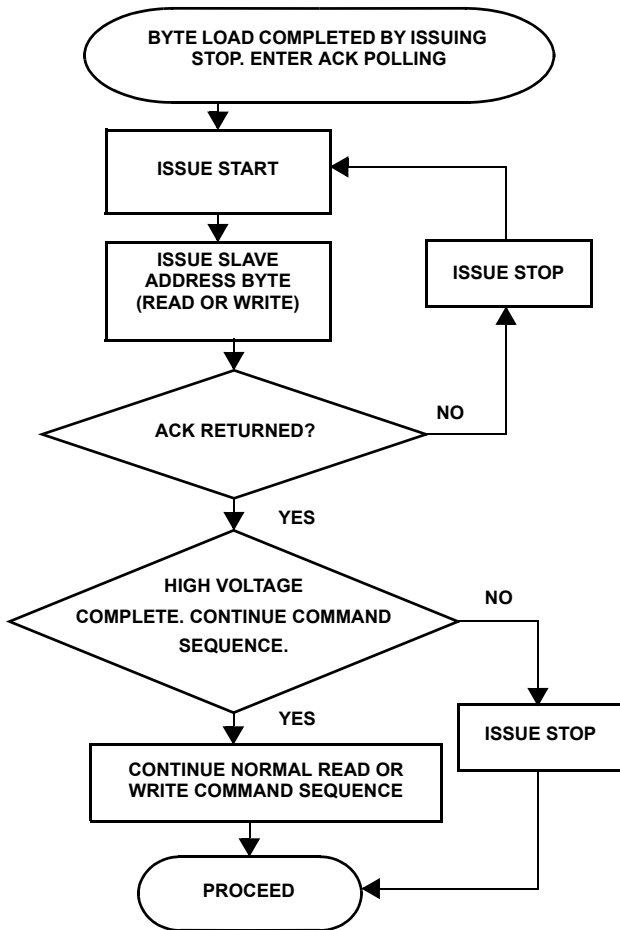 BYTE LOAD COMPLETED BY ISSUING
STOP. ENTER ACK POLLING
ISSUE START
ISSUE SLAVE
ADDRESS BYTE
(READ OR WRITE)
ISSUE STOP
ACK RETURNED?
NO
YES
HIGH VOLTAGE
COMPLETE. CONTINUE COMMAND
SEQUENCE.
NO
YES
ISSUE STOP
CONTINUE NORMAL READ OR
WRITE COMMAND SEQUENCE
PROCEED